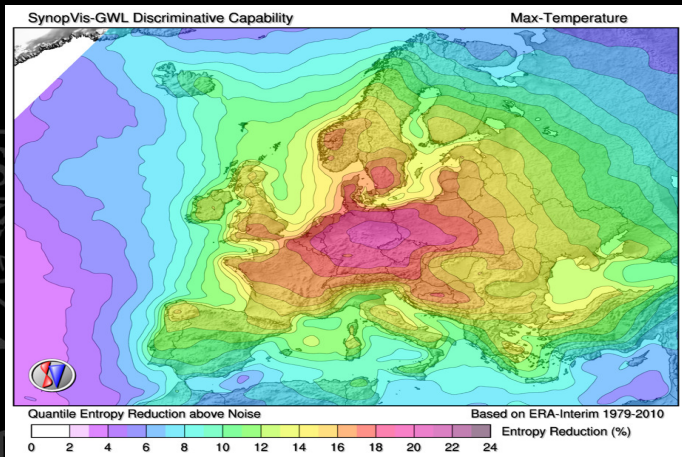 SynopVis-GWL Discriminative Capability Max-Temperature
Quantile Entropy Reduction above Noise Based on ERA-Interim 1979-2010
0 2 4 6 8 10 12 14 16 18 20 22 24 Entropy Reduction (%)